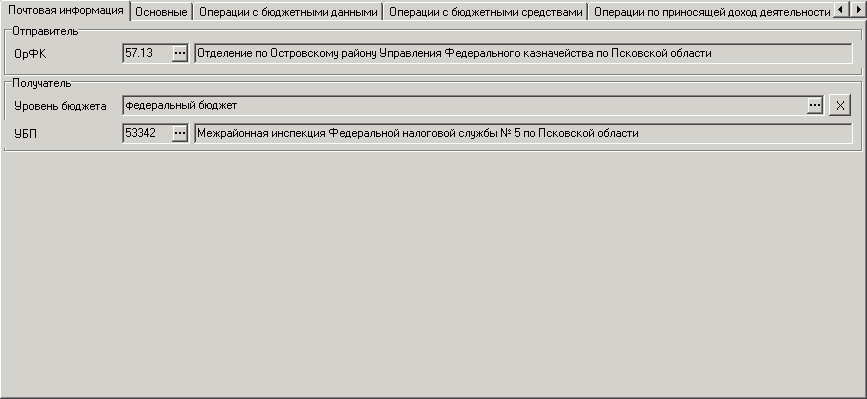 Почтовая информация Основные Операции с бюджетными данными Операции с бюджетными средствами Операции по приносящей доход деятельности
Отправитель
ОрФК 57.13 ... Отделение по Островскому району Управления Федерального казначейства по Псковской области
Получатель
Уровень бюджета федеральный бюджет ... X
УБП 53342 ... Межрайонная инспекция Федеральной налоговой службы № 5 по Псковской области